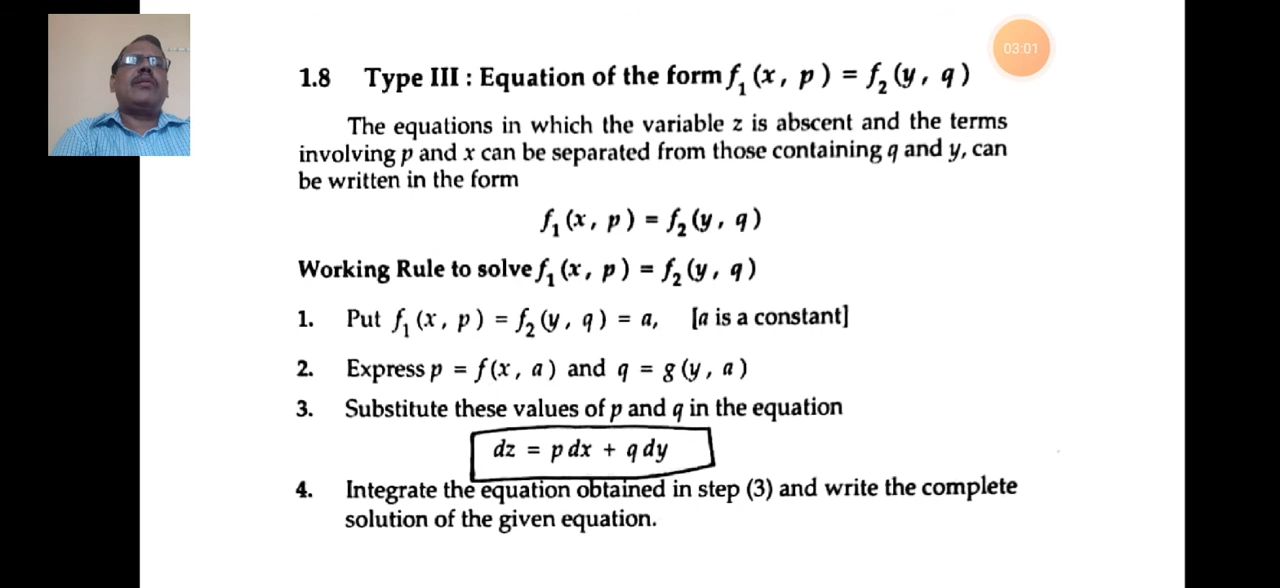 03:01
1.8 Type III : Equation of the form f₁ (x , p) = f₂ (y , q)
The equations in which the variable z is abscent and the terms
involving p and x can be separated from those containing q and y, can
be written in the form
f₁ (x , p) = f₂ (y , q)
Working Rule to solve f₁ (x , p) = f₂ (y , q)
1. Put f₁ (x , p) = f₂ (y , q) = a, [a is a constant]
2. Express p = f (x , a) and q = g (y , a)
3. Substitute these values of p and q in the equation
dz = p dx + q dy
4. Integrate the equation obtained in step (3) and write the complete
solution of the given equation.